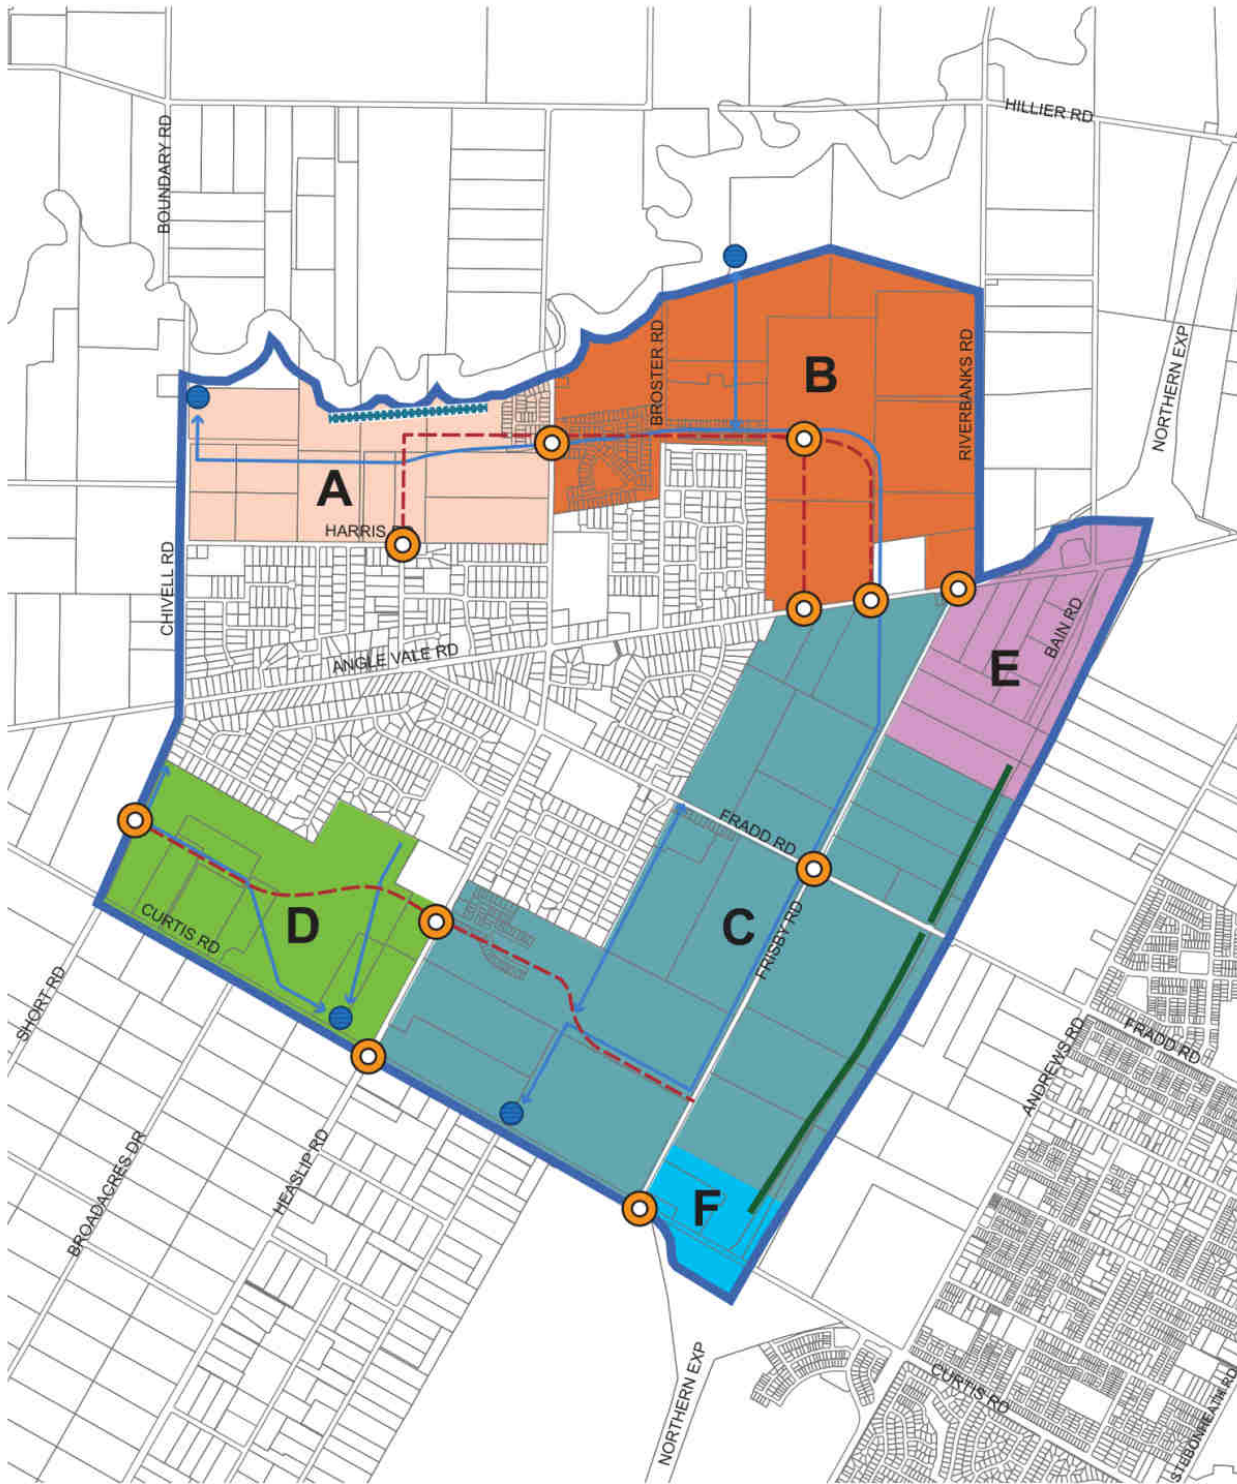 HILLIER RD
BOUNDARY RD
NORTHERN EXP
BROSTER RD
RIVERBANKS RD
B
A
HARRIS
CHIVELL RD
BAIN RD
ANGLE VALE RD
E
FRADD RD
D
C
CURTIS RD
FRISBY RD
SHORT RD
ANDREWS RD
FRADD RD
BROADACRES DR
HEASLIP RD
F
NORTHERN EXP
CURTIS RD
STEBONHEATH RD